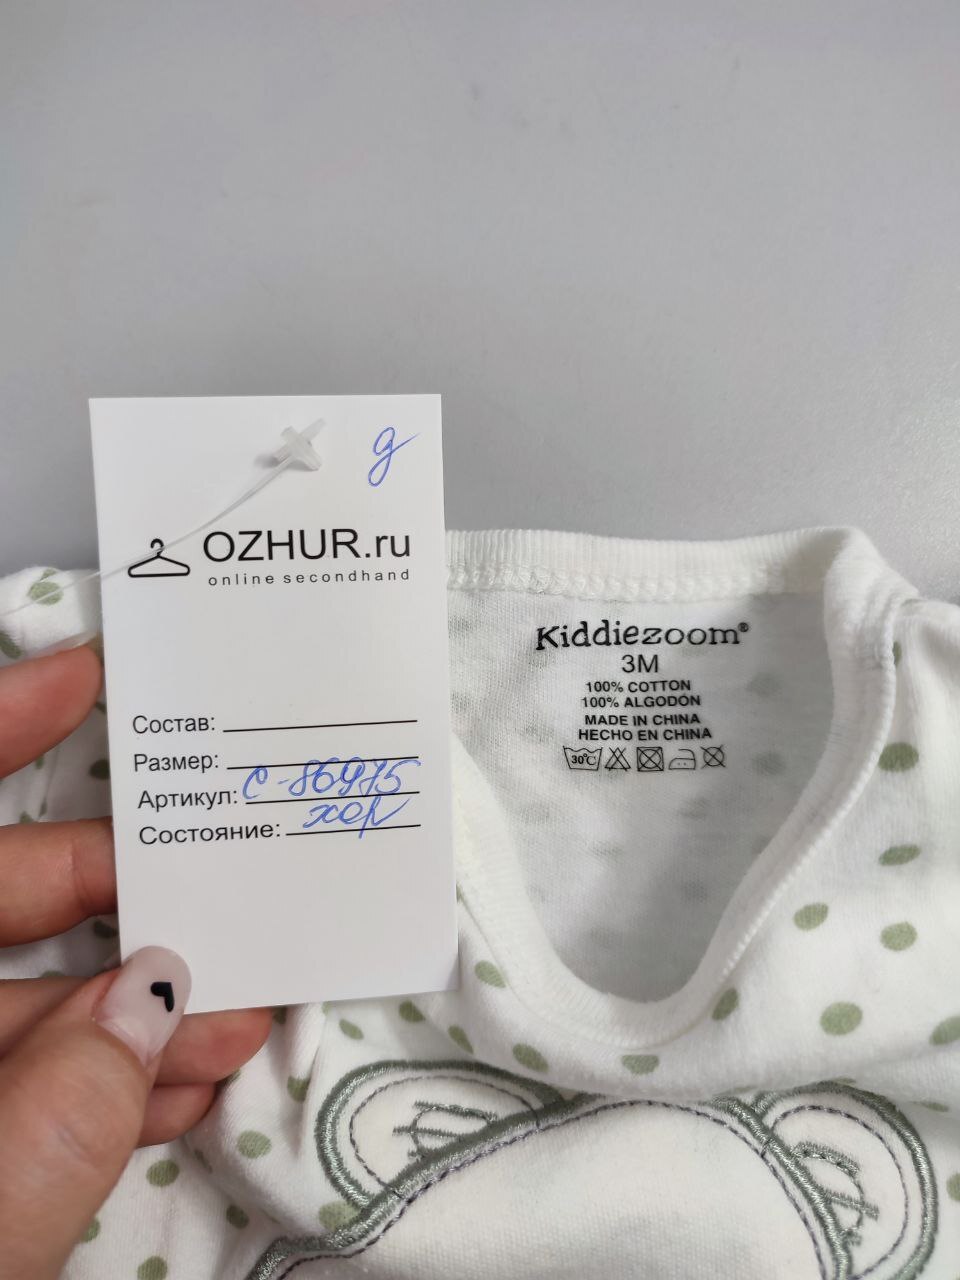 д
OZHUR.ru
online secondhand
Состав:
Размер:
Артикул: С-86975
Состояние: хор
Kiddiezoom®
3M
100% COTTON
100% ALGODÓN
MADE IN CHINA
HECHO EN CHINA
30°C